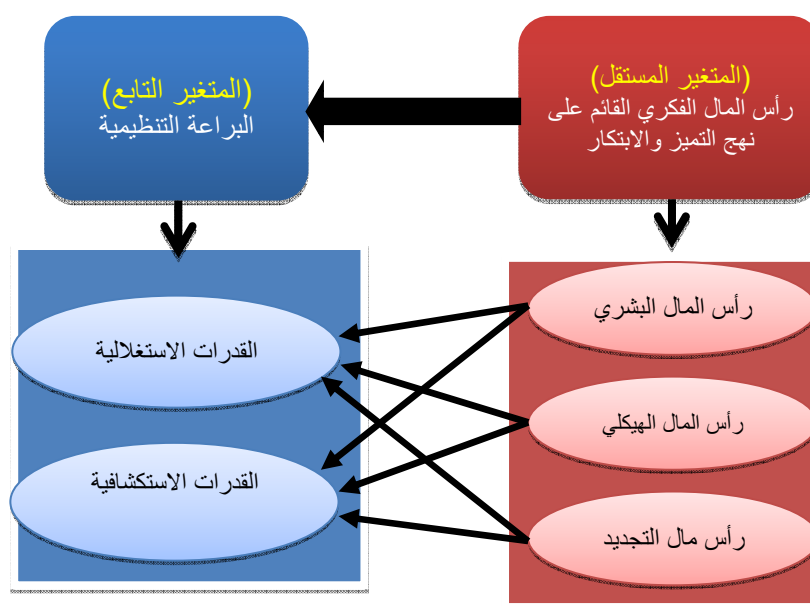 (المتغير المستقل)
رأس المال الفكري القائم على
نهج التميز والابتكار
(المتغير التابع)
البراعة التنظيمية
رأس المال البشري
رأس المال الهيكلي
رأس مال التجديد
القدرات الاستغلالية
القدرات الاستكشافية